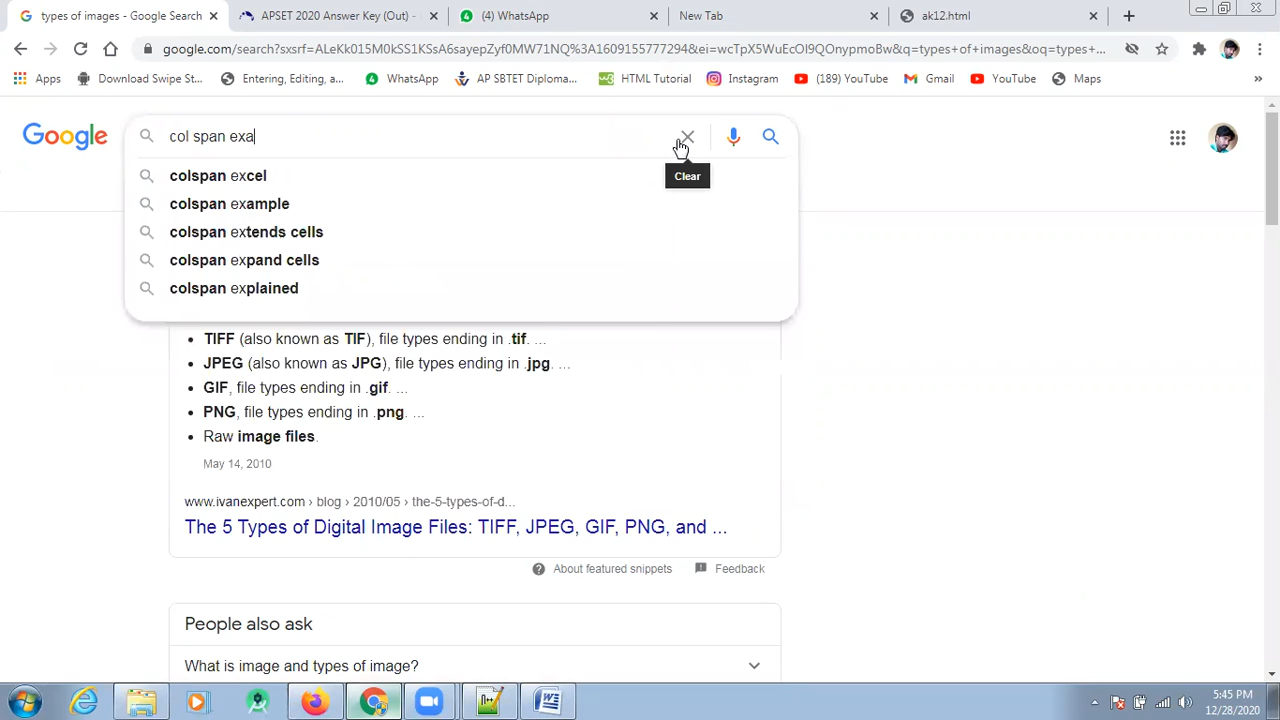 types of images - Google Search
APSET 2020 Answer Key (Out) -
(4) WhatsApp
New Tab
ak12.html
google.com/search?sxsrf=ALeKk015M0kSS1KSsA6sayepZyf0MW71NQ%3A1609155777294&ei=wcTpX5WuEcOI9QOnypmoBw&q=types+of+images&oq=types+...
Apps
Download Swipe St...
Entering, Editing, a...
WhatsApp
AP SBTET Diploma...
HTML Tutorial
Instagram
(189) YouTube
Gmail
YouTube
Maps
Google
col span exa
Clear
colspan excel
colspan example
colspan extends cells
colspan expand cells
colspan explained
TIFF (also known as TIF), file types ending in .tif. ...
JPEG (also known as JPG), file types ending in .jpg. ...
GIF, file types ending in .gif. ...
PNG, file types ending in .png. ...
Raw image files.
May 14, 2010
www.ivanexpert.com › blog › 2010/05 › the-5-types-of-d...
The 5 Types of Digital Image Files: TIFF, JPEG, GIF, PNG, and ...
About featured snippets
Feedback
People also ask
What is image and types of image?
5:45 PM
12/28/2020